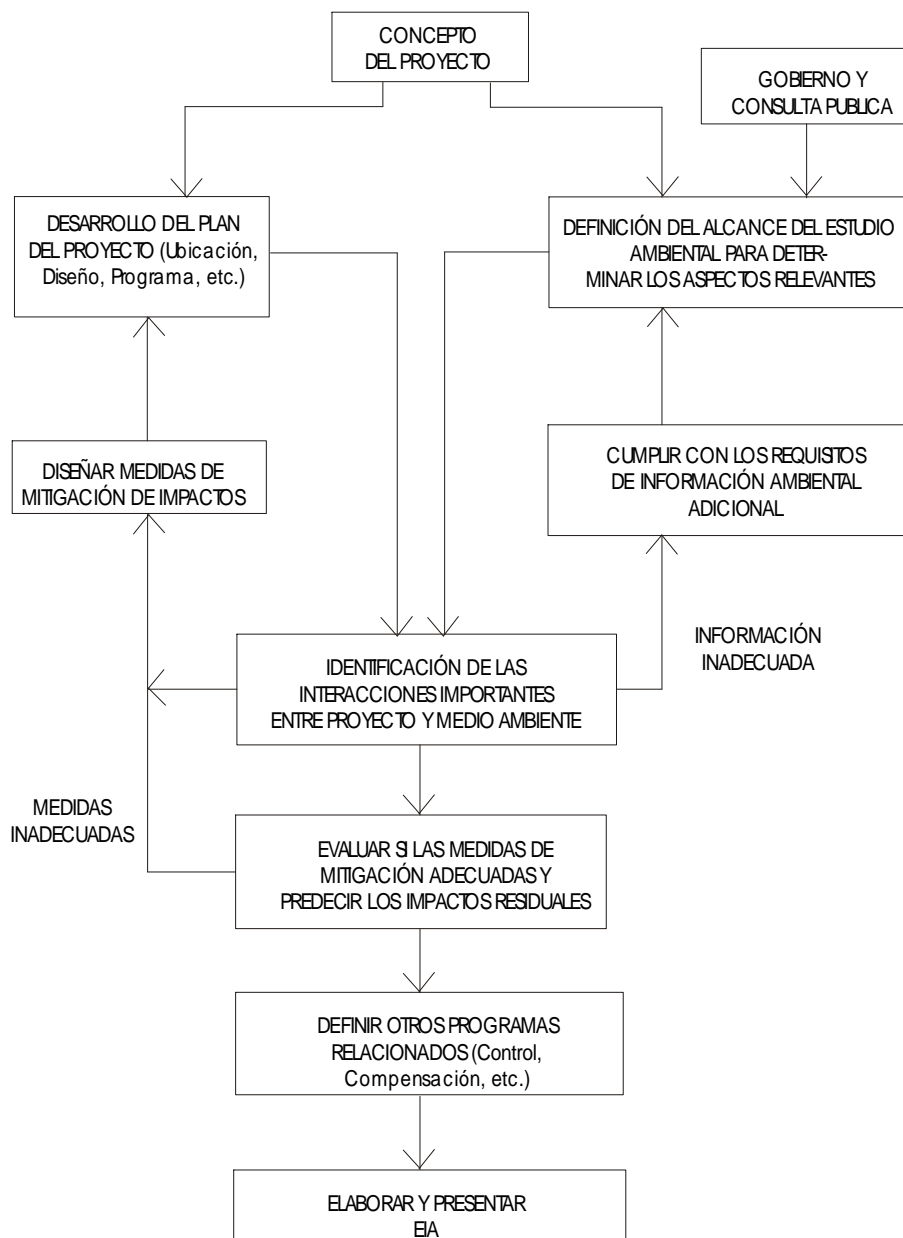 CONCEPTO
DEL PROYECTO
GOBIERNO Y
CONSULTA PUBLICA
DESARROLLO DEL PLAN
DEL PROYECTO (Ubicación,
Diseño, Programa, etc.)
DEFINICIÓN DEL ALCANCE DEL ESTUDIO
AMBIENTAL PARA DETER-
MINAR LOS ASPECTOS RELEVANTES
DISEÑAR MEDIDAS DE
MITIGACIÓN DE IMPACTOS
CUMPLIR CON LOS REQUISITOS
DE INFORMACIÓN AMBIENTAL
ADICIONAL
INFORMACIÓN
INADECUADA
IDENTIFICACIÓN DE LAS
INTERACCIONES IMPORTANTES
ENTRE PROYECTO Y MEDIO AMBIENTE
MEDIDAS
INADECUADAS
EVALUAR SI LAS MEDIDAS DE
MITIGACIÓN ADECUADAS Y
PREDECIR LOS IMPACTOS RESIDUALES
DEFINIR OTROS PROGRAMAS
RELACIONADOS (Control,
Compensación, etc.)
ELABORAR Y PRESENTAR
EIA